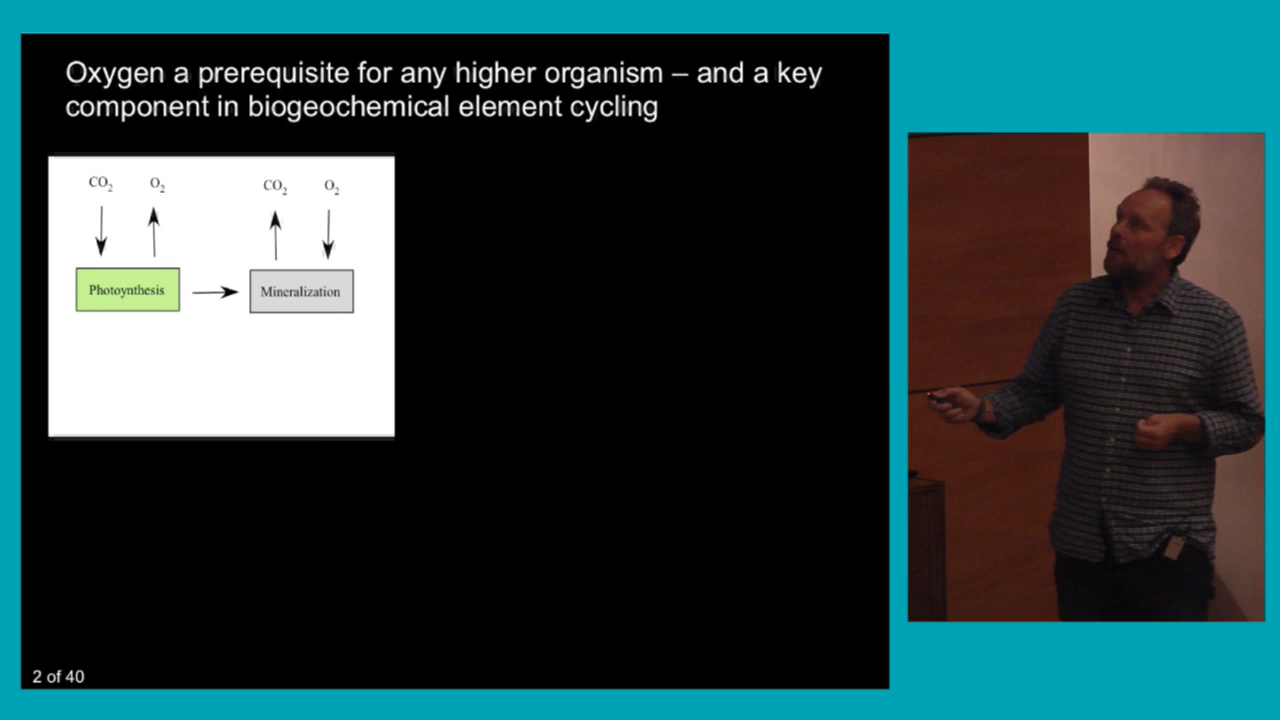 Oxygen a prerequisite for any higher organism – and a key
component in biogeochemical element cycling
CO₂ O₂ CO₂ O₂
Photoynthesis Mineralization
2 of 40